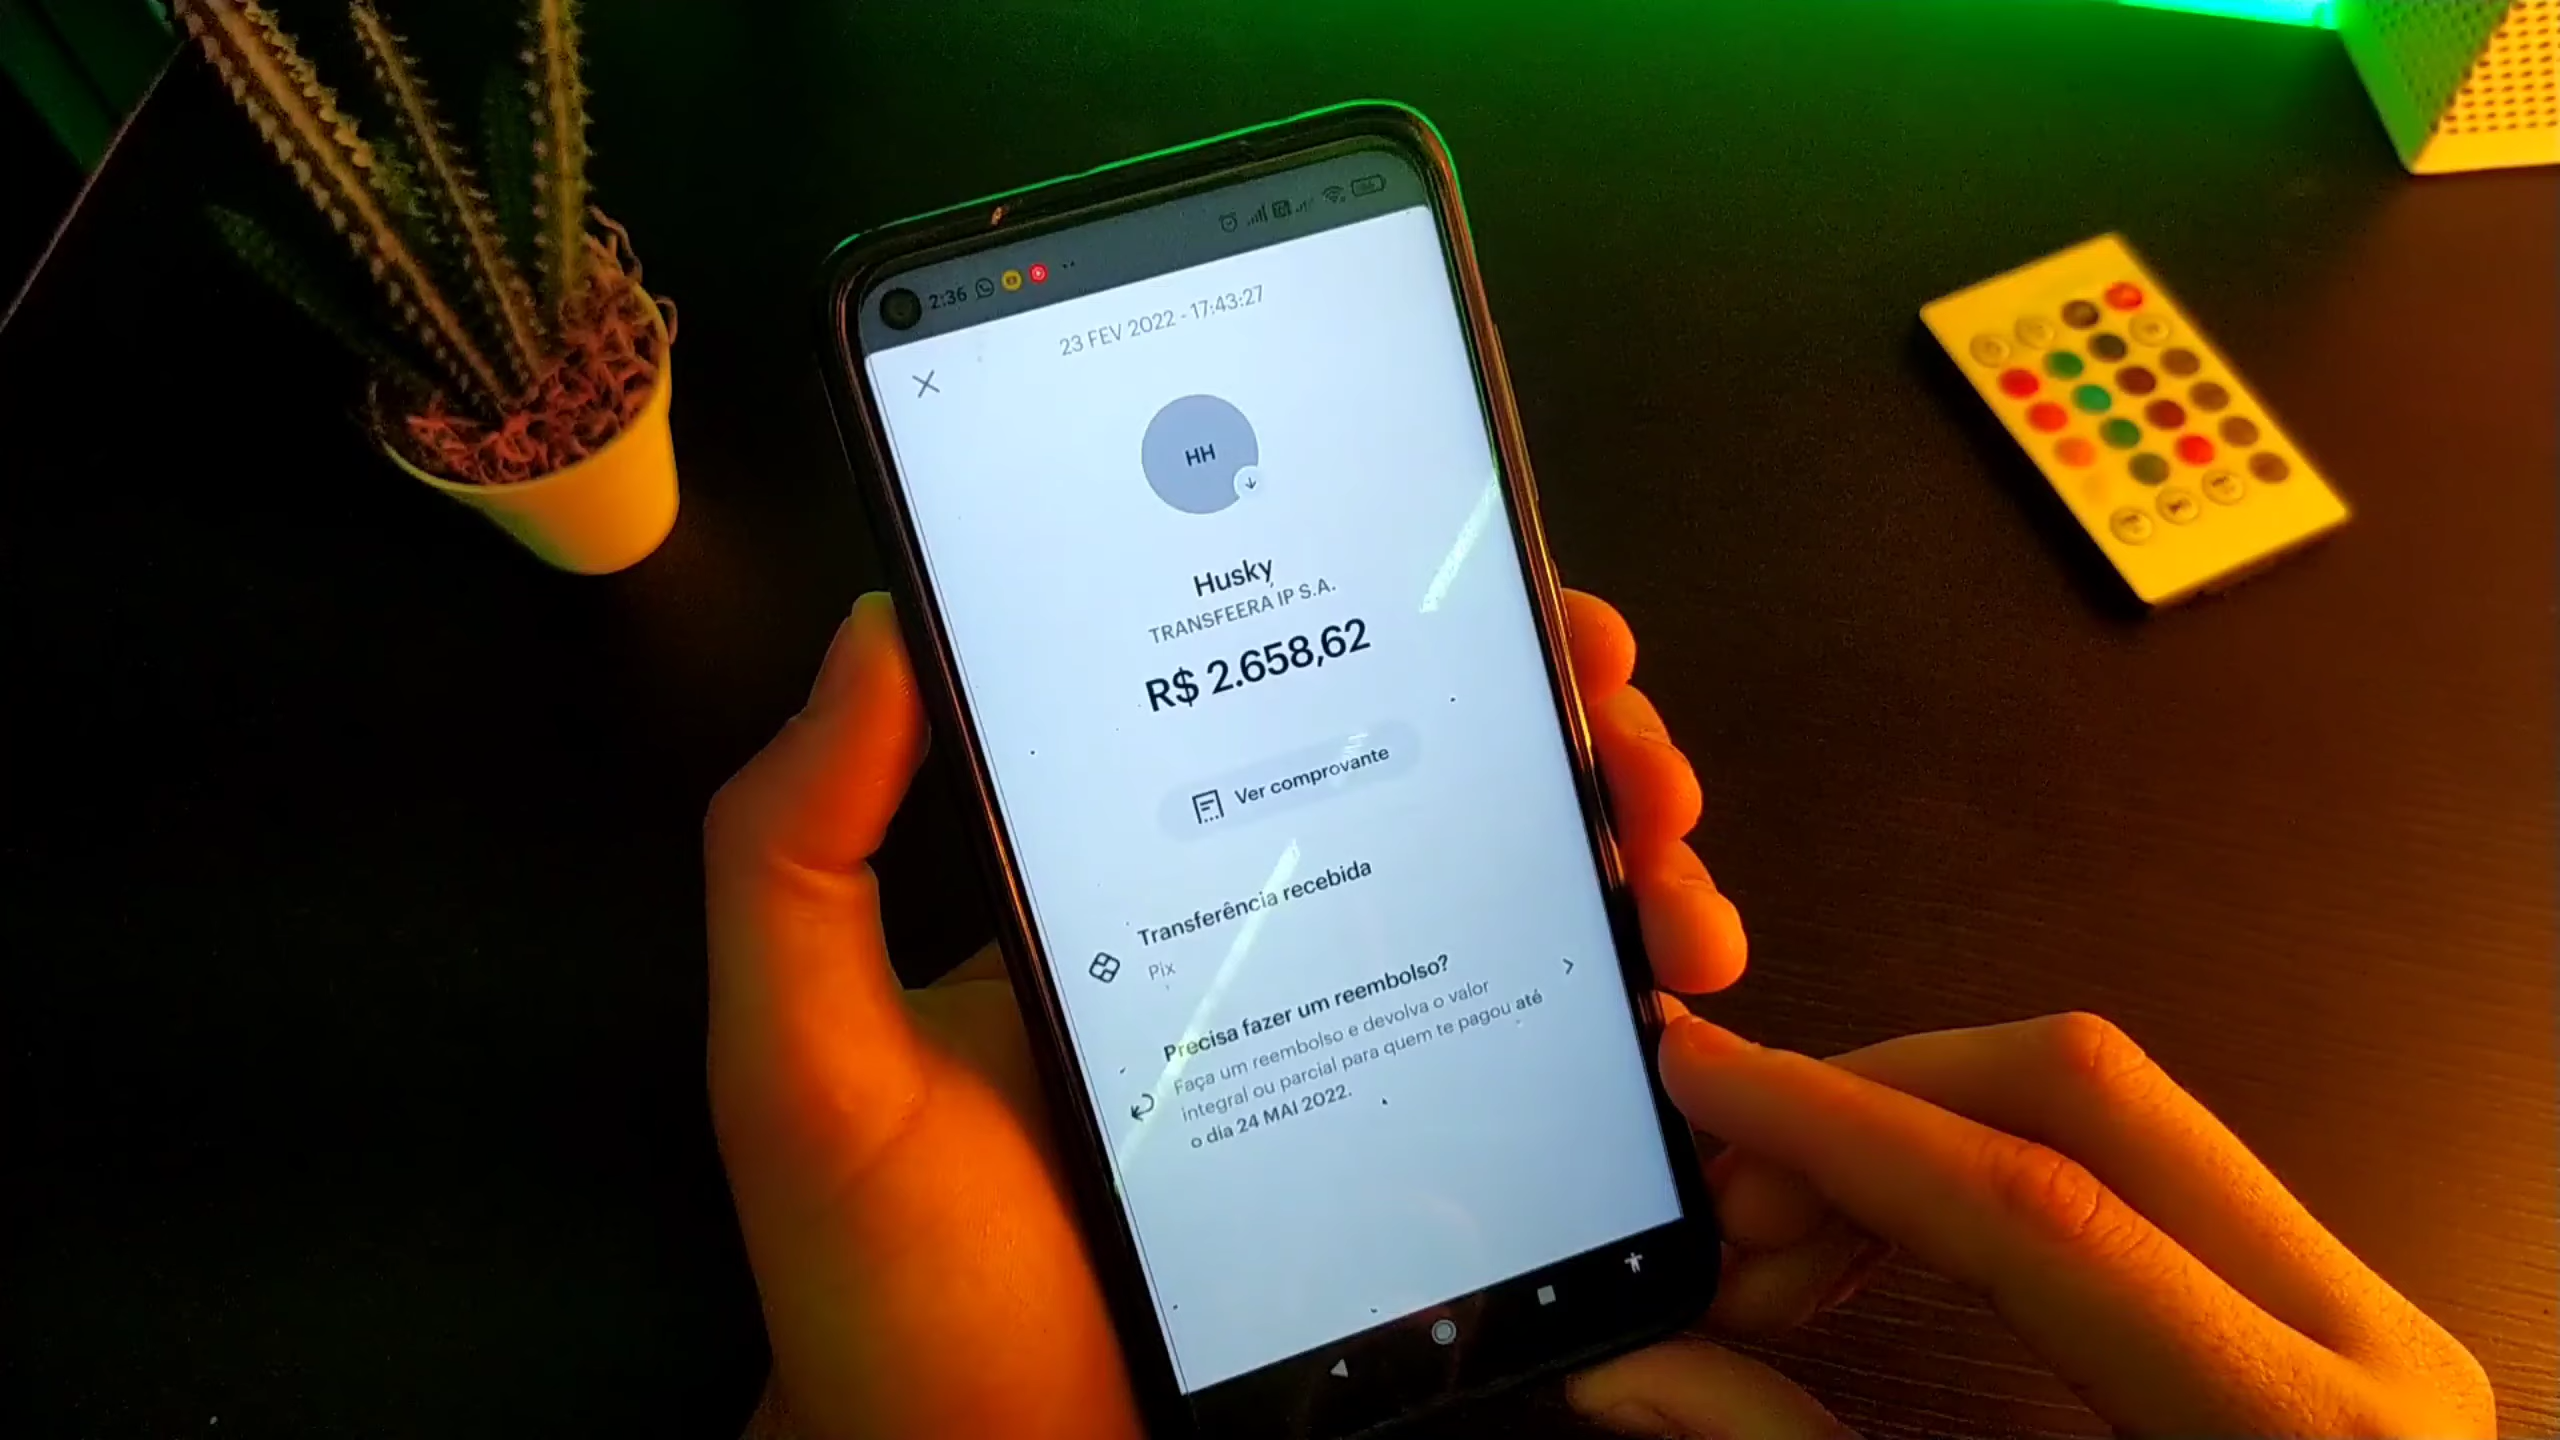 2:36
23 FEV 2022 - 17:43:27
HH
Husky
TRANSFEERA IP S.A.
R$ 2.658,62
Ver comprovante
Transferência recebida
Pix
Precisa fazer um reembolso?
Faça um reembolso e devolva o valor
integral ou parcial para quem te pagou até
o dia 24 MAI 2022.